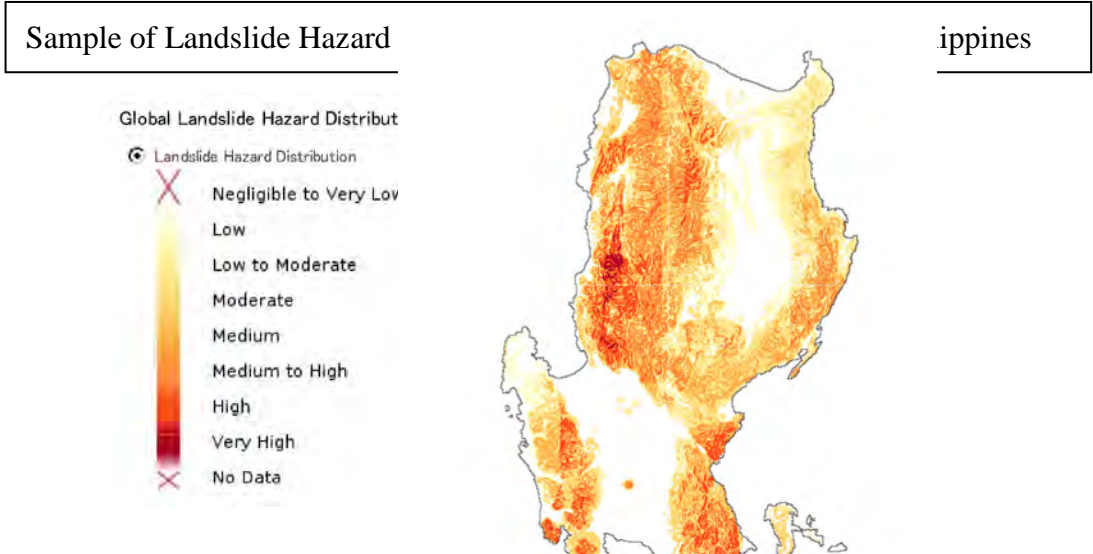 Sample of Landslide Hazard ippines
Global Landslide Hazard Distribut
Landslide Hazard Distribution
Negligible to Very Low
Low
Low to Moderate
Moderate
Medium
Medium to High
High
Very High
No Data